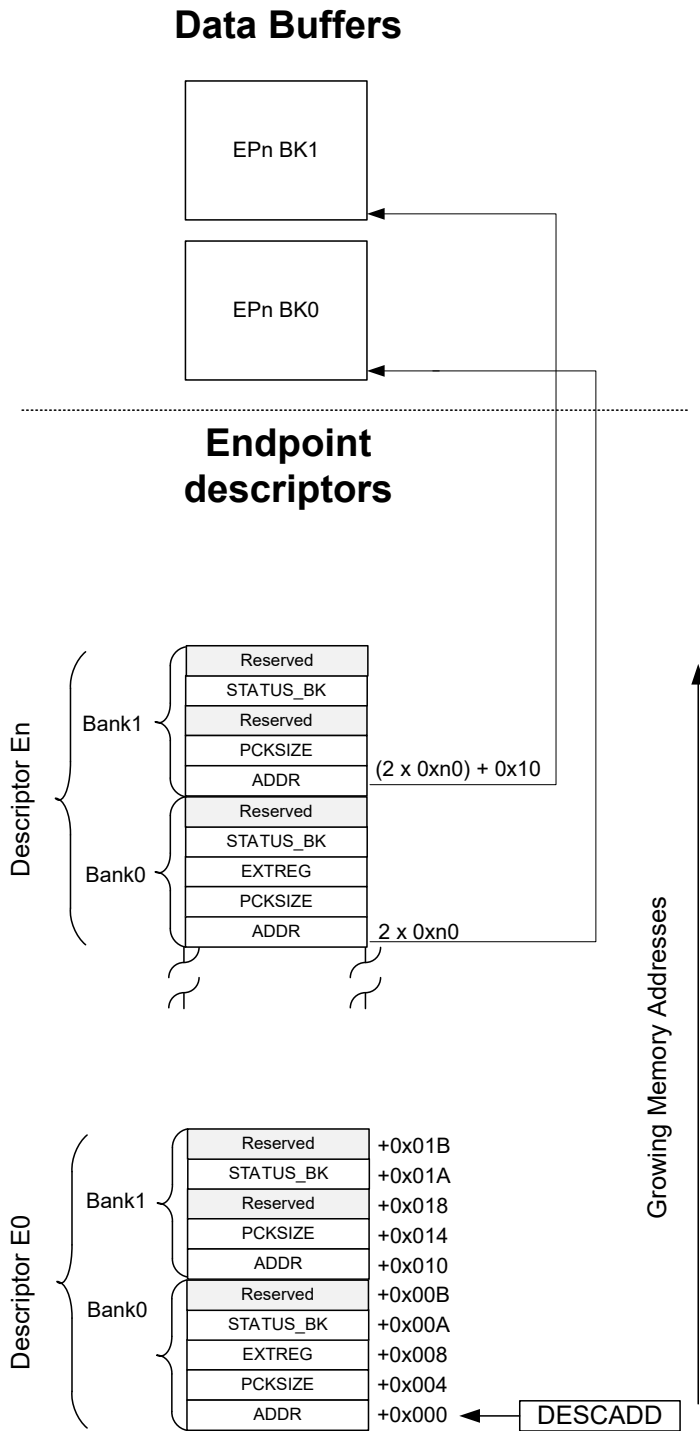 Data Buffers
EPn BK1
EPn BK0
Endpoint
descriptors
Descriptor En
Bank1
Reserved
STATUS_BK
Reserved
PCKSIZE
ADDR (2 x 0xn0) + 0x10
Bank0
Reserved
STATUS_BK
EXTREG
PCKSIZE
ADDR 2 x 0xn0
Growing Memory Addresses
Descriptor E0
Bank1
Reserved +0x01B
STATUS_BK +0x01A
Reserved +0x018
PCKSIZE +0x014
ADDR +0x010
Bank0
Reserved +0x00B
STATUS_BK +0x00A
EXTREG +0x008
PCKSIZE +0x004
ADDR +0x000 DESCADD